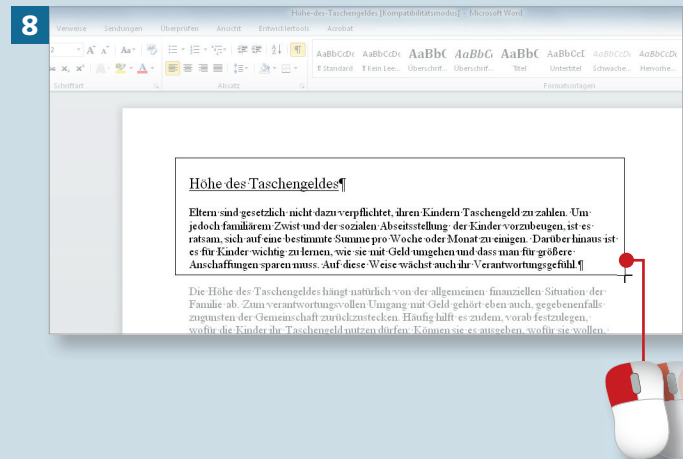 8
Höhe-des-Taschengeldes [Kompatibilitätsmodus] - Microsoft Word
Verweise Sendungen Überprüfen Ansicht Entwicklertools Acrobat
AaBbCcDc AaBbCcDc AaBbC AaBbCi AaBbC AaBbCcI AaBbCcDc AaBbCcDc
¶ Standard ¶ Kein Lee... Überschrif... Überschrif... Titel Untertitel Schwache... Hervorhe...
Schriftart Absatz Formatvorlagen
Höhe·des·Taschengeldes¶
Eltern·sind·gesetzlich·nicht·dazu·verpflichtet,·ihren·Kindern·Taschengeld·zu·zahlen.·Um·
jedoch·familiärem·Zwist·und·der·sozialen·Abseitsstellung·der·Kinder·vorzubeugen,·ist·es·
ratsam,·sich·auf·eine·bestimmte·Summe·pro·Woche·oder·Monat·zu·einigen.·Darüber·hinaus·ist·
es·für·Kinder·wichtig·zu·lernen,·wie·sie·mit·Geld·umgehen·und·dass·man·für·größere·
Anschaffungen·sparen·muss.·Auf·diese·Weise·wächst·auch·ihr·Verantwortungsgefühl.¶
Die·Höhe·des·Taschengeldes·hängt·natürlich·von·der·allgemeinen·finanziellen·Situation·der·
Familie·ab.·Zum·verantwortungsvollen·Umgang·mit·Geld·gehört·eben·auch,·gegebenenfalls·
zugunsten·der·Gemeinschaft·zurückzustecken.·Häufig·hilft·es·zudem,·vorab·festzulegen,·
wofür·die·Kinder·ihr·Taschengeld·nutzen·dürfen:·Können·sie·es·ausgeben,·wofür·sie·wollen,·